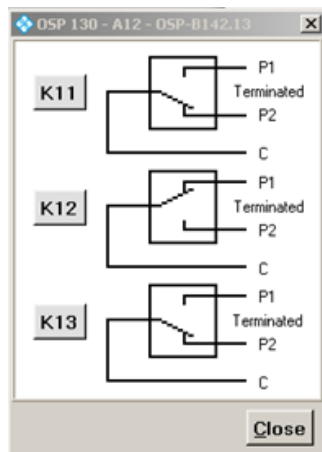 OSP 130 - A12 - OSP-B142.13
P1
K11 Terminated
P2
C
P1
K12 Terminated
P2
C
P1
K13 Terminated
P2
C
Close